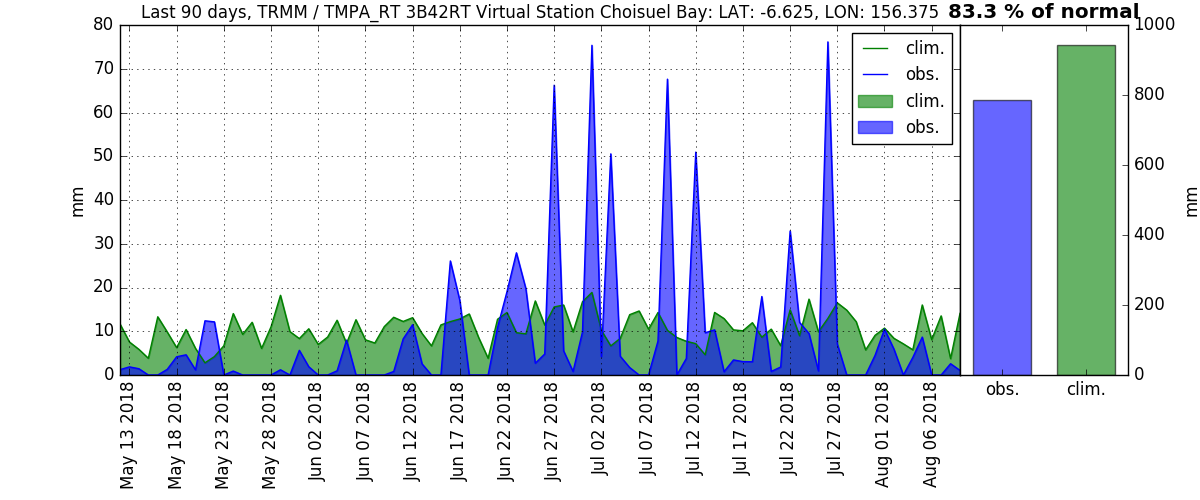 Last 90 days, TRMM / TMPA_RT 3B42RT Virtual Station Choisuel Bay: LAT: -6.625, LON: 156.375 83.3 % of normal
mm
80
70
60
50
40
30
20
10
0
clim.
obs.
clim.
obs.
May 13 2018
May 18 2018
May 23 2018
May 28 2018
Jun 02 2018
Jun 07 2018
Jun 12 2018
Jun 17 2018
Jun 22 2018
Jun 27 2018
Jul 02 2018
Jul 07 2018
Jul 12 2018
Jul 17 2018
Jul 22 2018
Jul 27 2018
Aug 01 2018
Aug 06 2018
1000
800
600
400
200
0
mm
obs.
clim.